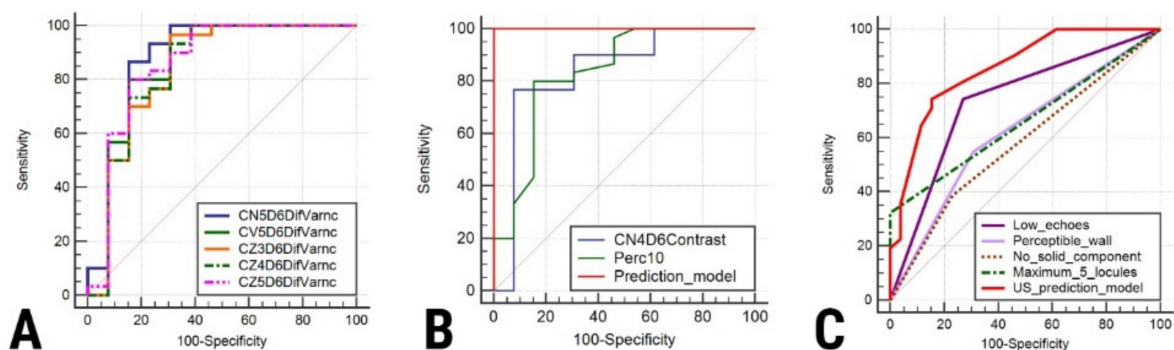 100
80
60
40
20
0
Sensitivity
0 20 40 60 80 100
100-Specificity
CN5D6DifVarnc
CV5D6DifVarnc
CZ3D6DifVarnc
CZ4D6DifVarnc
CZ5D6DifVarnc
A
100
80
60
40
20
0
Sensitivity
0 20 40 60 80 100
100-Specificity
CN4D6Contrast
Perc10
Prediction_model
B
100
80
60
40
20
0
Sensitivity
0 20 40 60 80 100
100-Specificity
Low_echoes
Perceptible_wall
No_solid_component
Maximum_5_locules
US_prediction_model
C